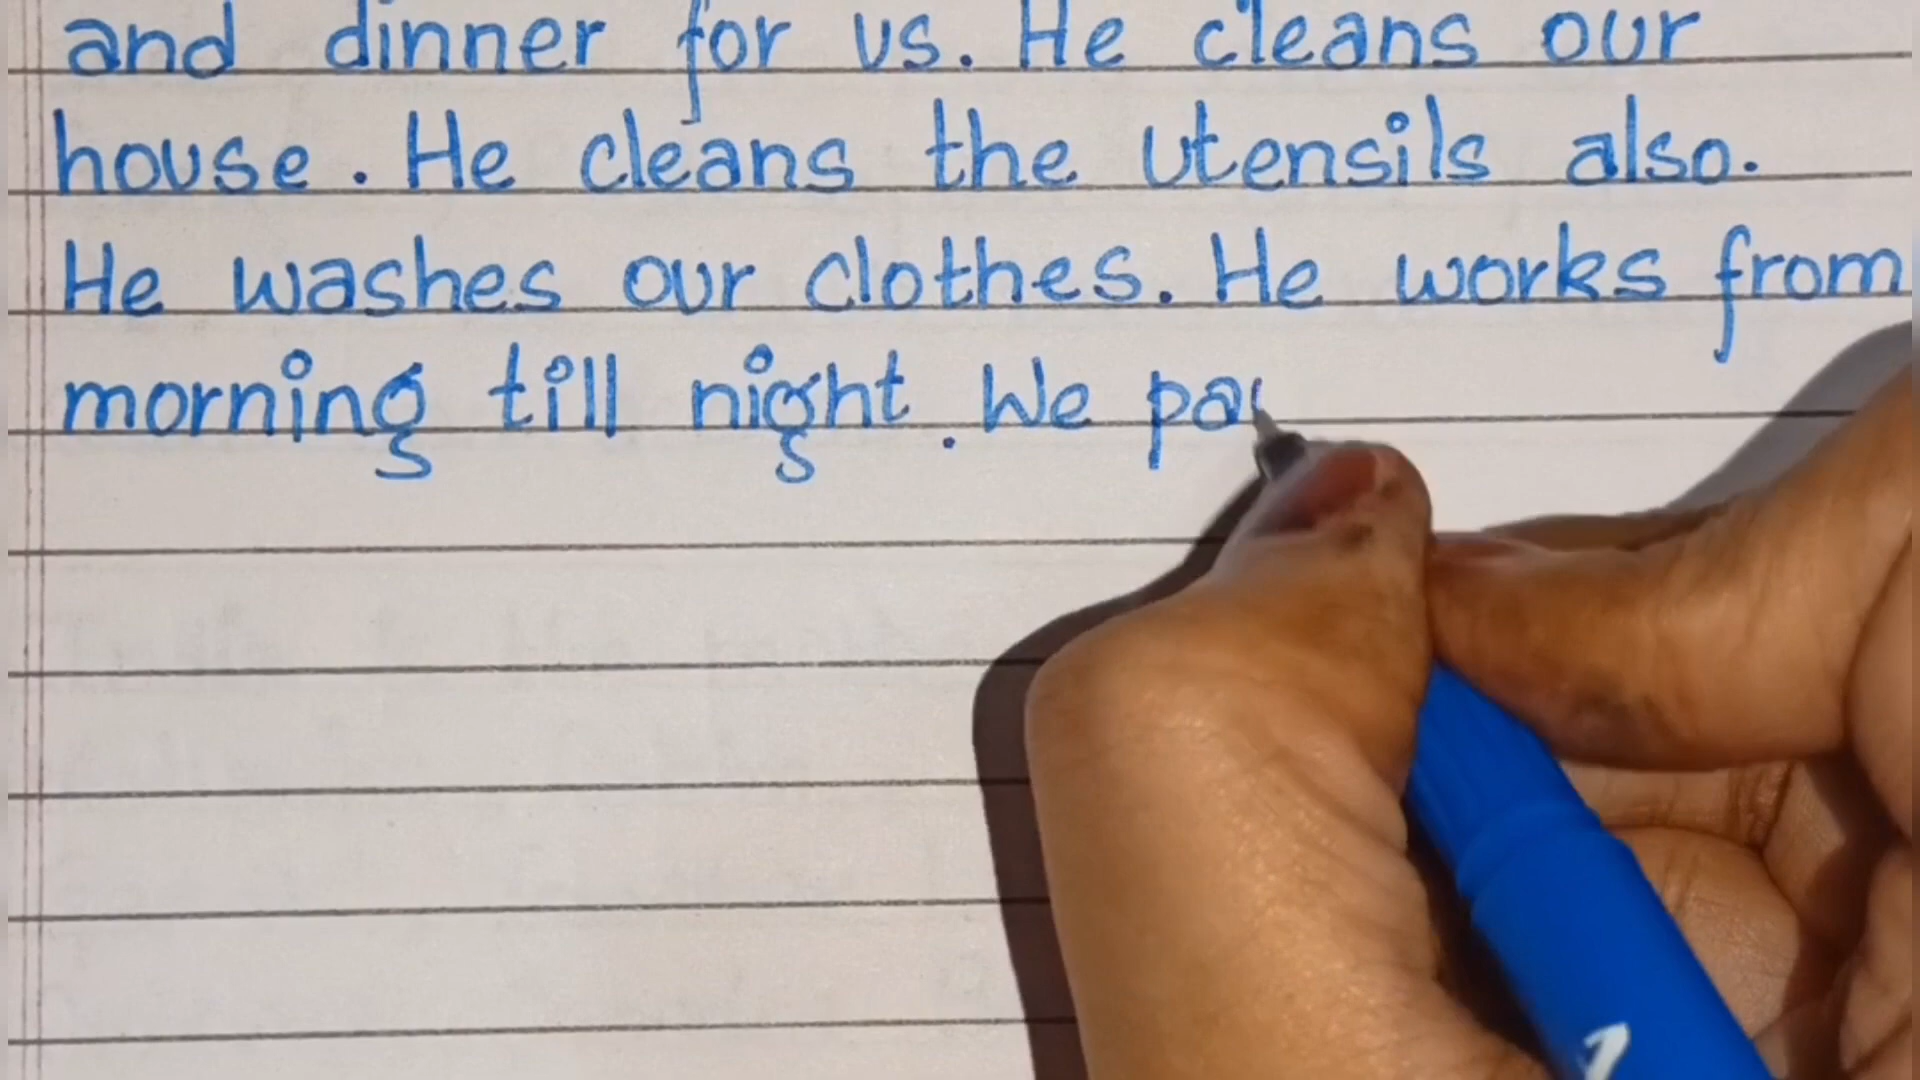 and dinner for us. He cleans our
house. He cleans the utensils also.
He washes our clothes. He works from
morning till night. We pa